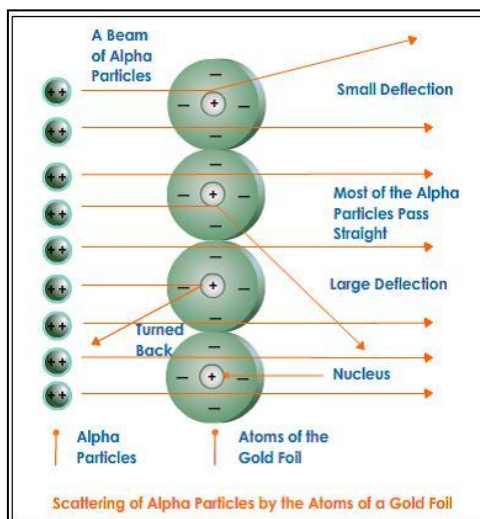 A Beam
of Alpha
Particles
Small Deflection
Most of the Alpha
Particles Pass
Straight
Large Deflection
Turned
Back
Nucleus
Alpha
Particles
Atoms of the
Gold Foil
Scattering of Alpha Particles by the Atoms of a Gold Foil